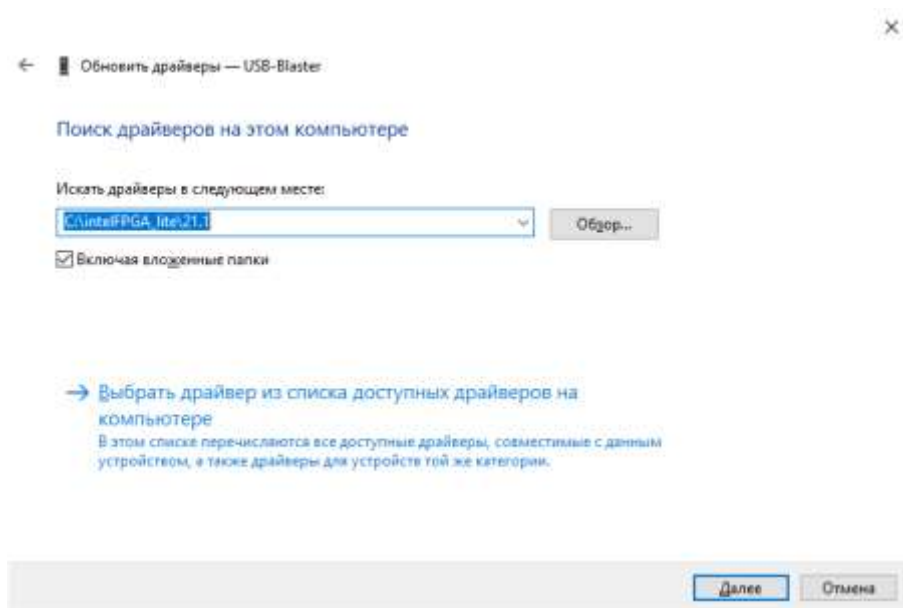 Обновить драйверы — USB-Blaster
Поиск драйверов на этом компьютере
Искать драйверы в следующем месте:
C:\intelFPGA_lite\21.1
Обзор...
Включая вложенные папки
Выбрать драйвер из списка доступных драйверов на
компьютере
В этом списке перечисляются все доступные драйверы, совместимые с данным
устройством, а также драйверы для устройств той же категории.
Далее
Отмена